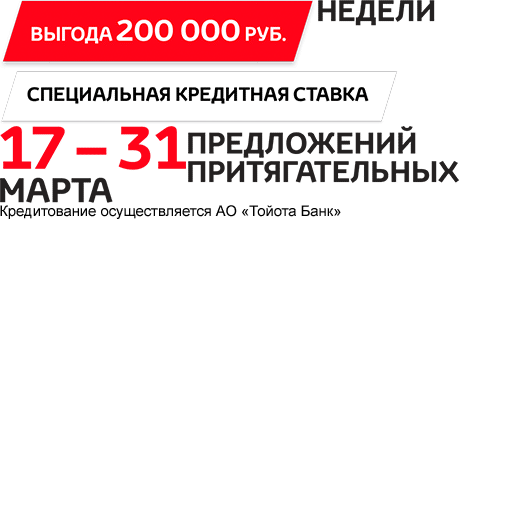 НЕДЕЛИ
ВЫГОДА 200 000 РУБ.
СПЕЦИАЛЬНАЯ КРЕДИТНАЯ СТАВКА
17 – 31
МАРТА
ПРЕДЛОЖЕНИЙ
ПРИТЯГАТЕЛЬНЫХ
Кредитование осуществляется АО «Тойота Банк»